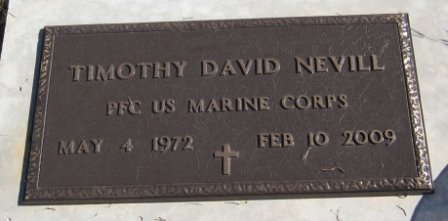 TIMOTHY DAVID NEVILL
PFC US MARINE CORPS
MAY 4 1972 FEB 10 2009